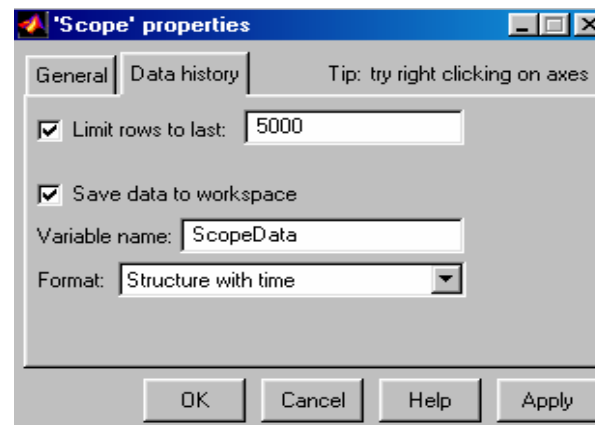 'Scope' properties
General Data history Tip: try right clicking on axes
Limit rows to last: 5000
Save data to workspace
Variable name: ScopeData
Format: Structure with time
OK Cancel Help Apply